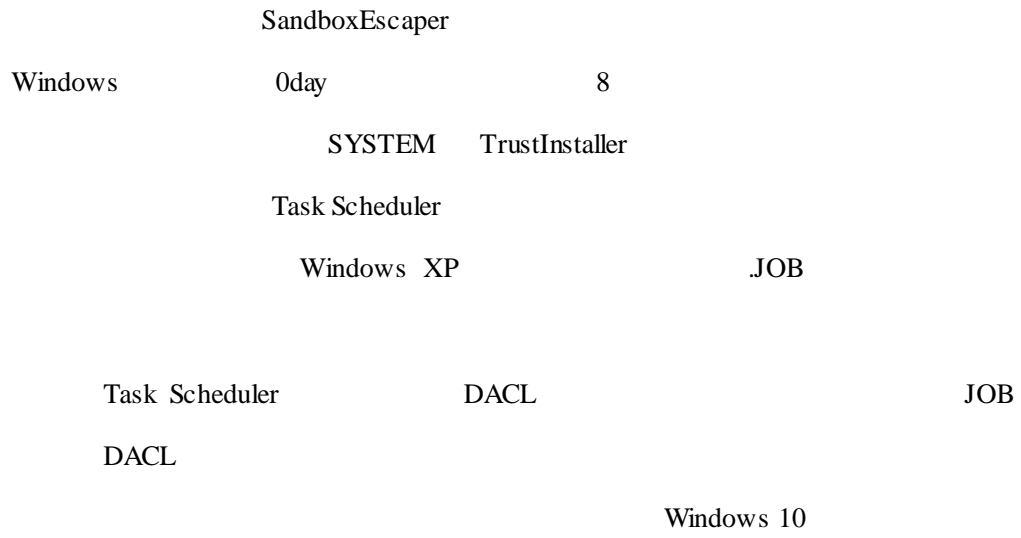 SandboxEscaper
Windows 0day 8
SYSTEM TrustInstaller
Task Scheduler
Windows XP .JOB
Task Scheduler DACL JOB
DACL
Windows 10